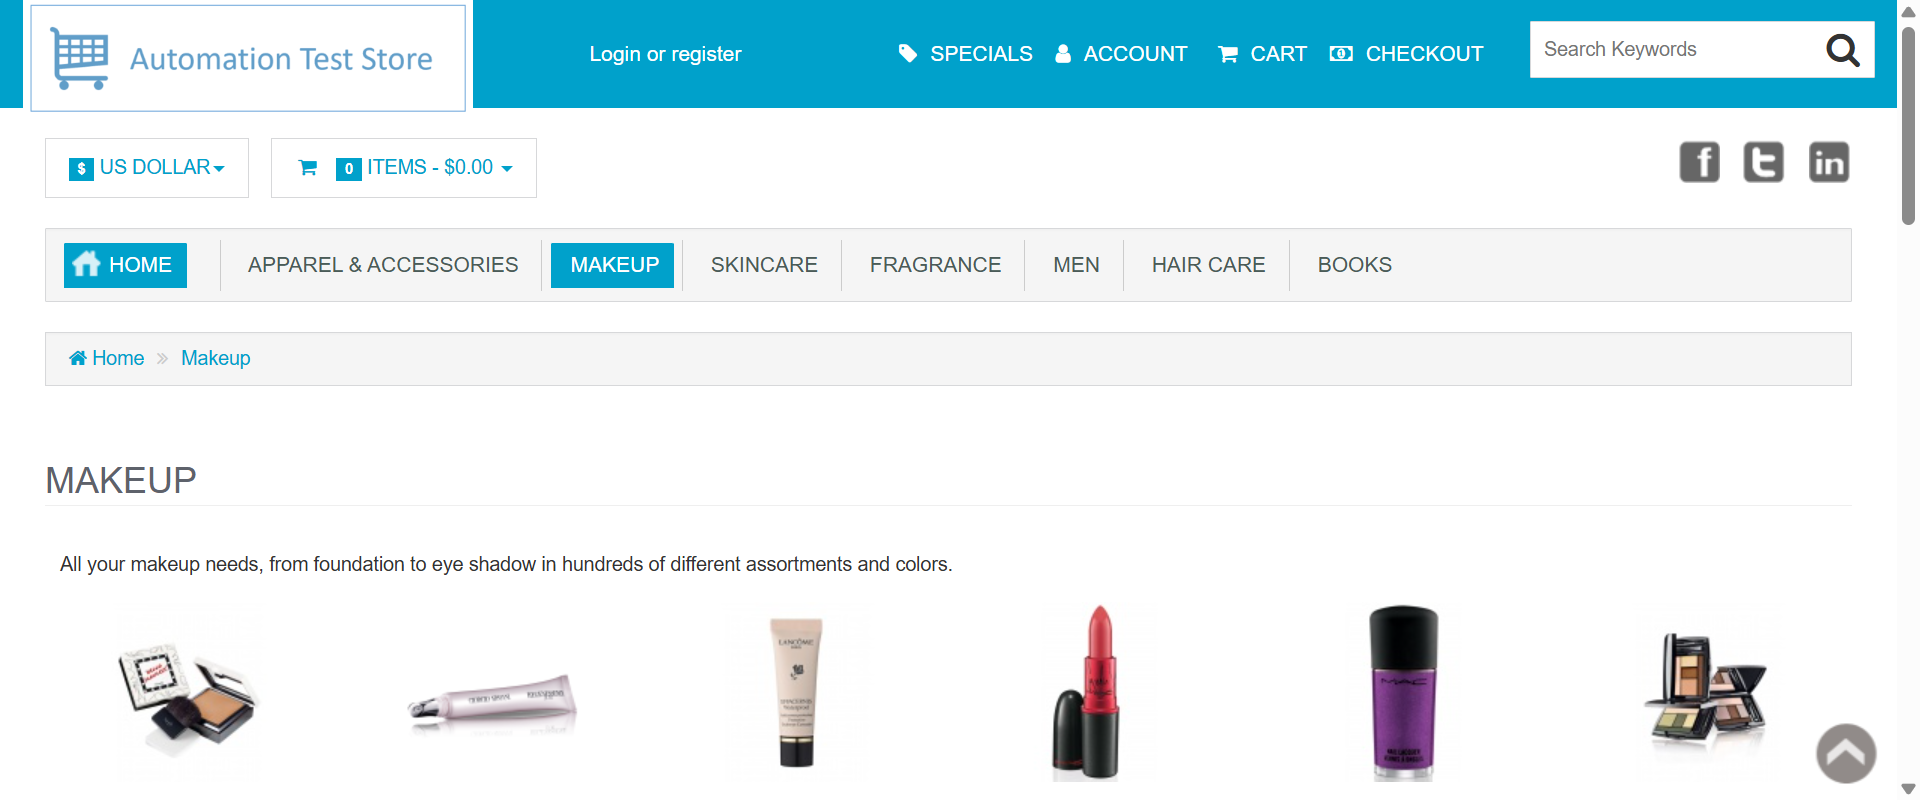 Automation Test Store
Login or register
SPECIALS
ACCOUNT
CART
CHECKOUT
Search Keywords
$ US DOLLAR
0 ITEMS - $0.00
HOME
APPAREL & ACCESSORIES
MAKEUP
SKINCARE
FRAGRANCE
MEN
HAIR CARE
BOOKS
Home » Makeup
MAKEUP
All your makeup needs, from foundation to eye shadow in hundreds of different assortments and colors.
LANCÔME
MAC